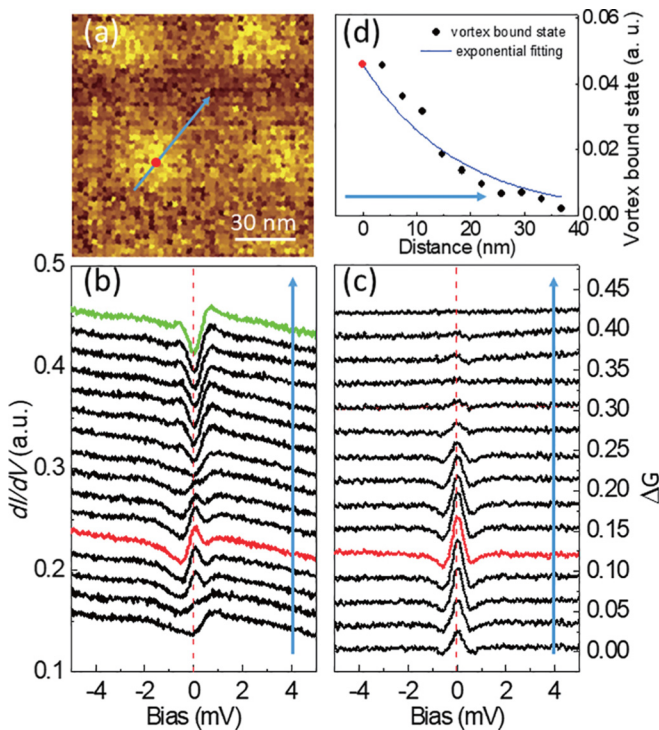 (a)
30 nm
(d)
vortex bound state
exponential fitting
0.06
0.04
0.02
0.00
Vortex bound state (a. u.)
0 10 20 30 40
Distance (nm)
(b)
0.5
0.4
0.3
0.2
0.1
dI/dV (a.u.)
-4 -2 0 2 4
Bias (mV)
(c)
0.45
0.40
0.35
0.30
0.25
0.20
0.15
0.10
0.05
0.00
ΔG
-4 -2 0 2 4
Bias (mV)